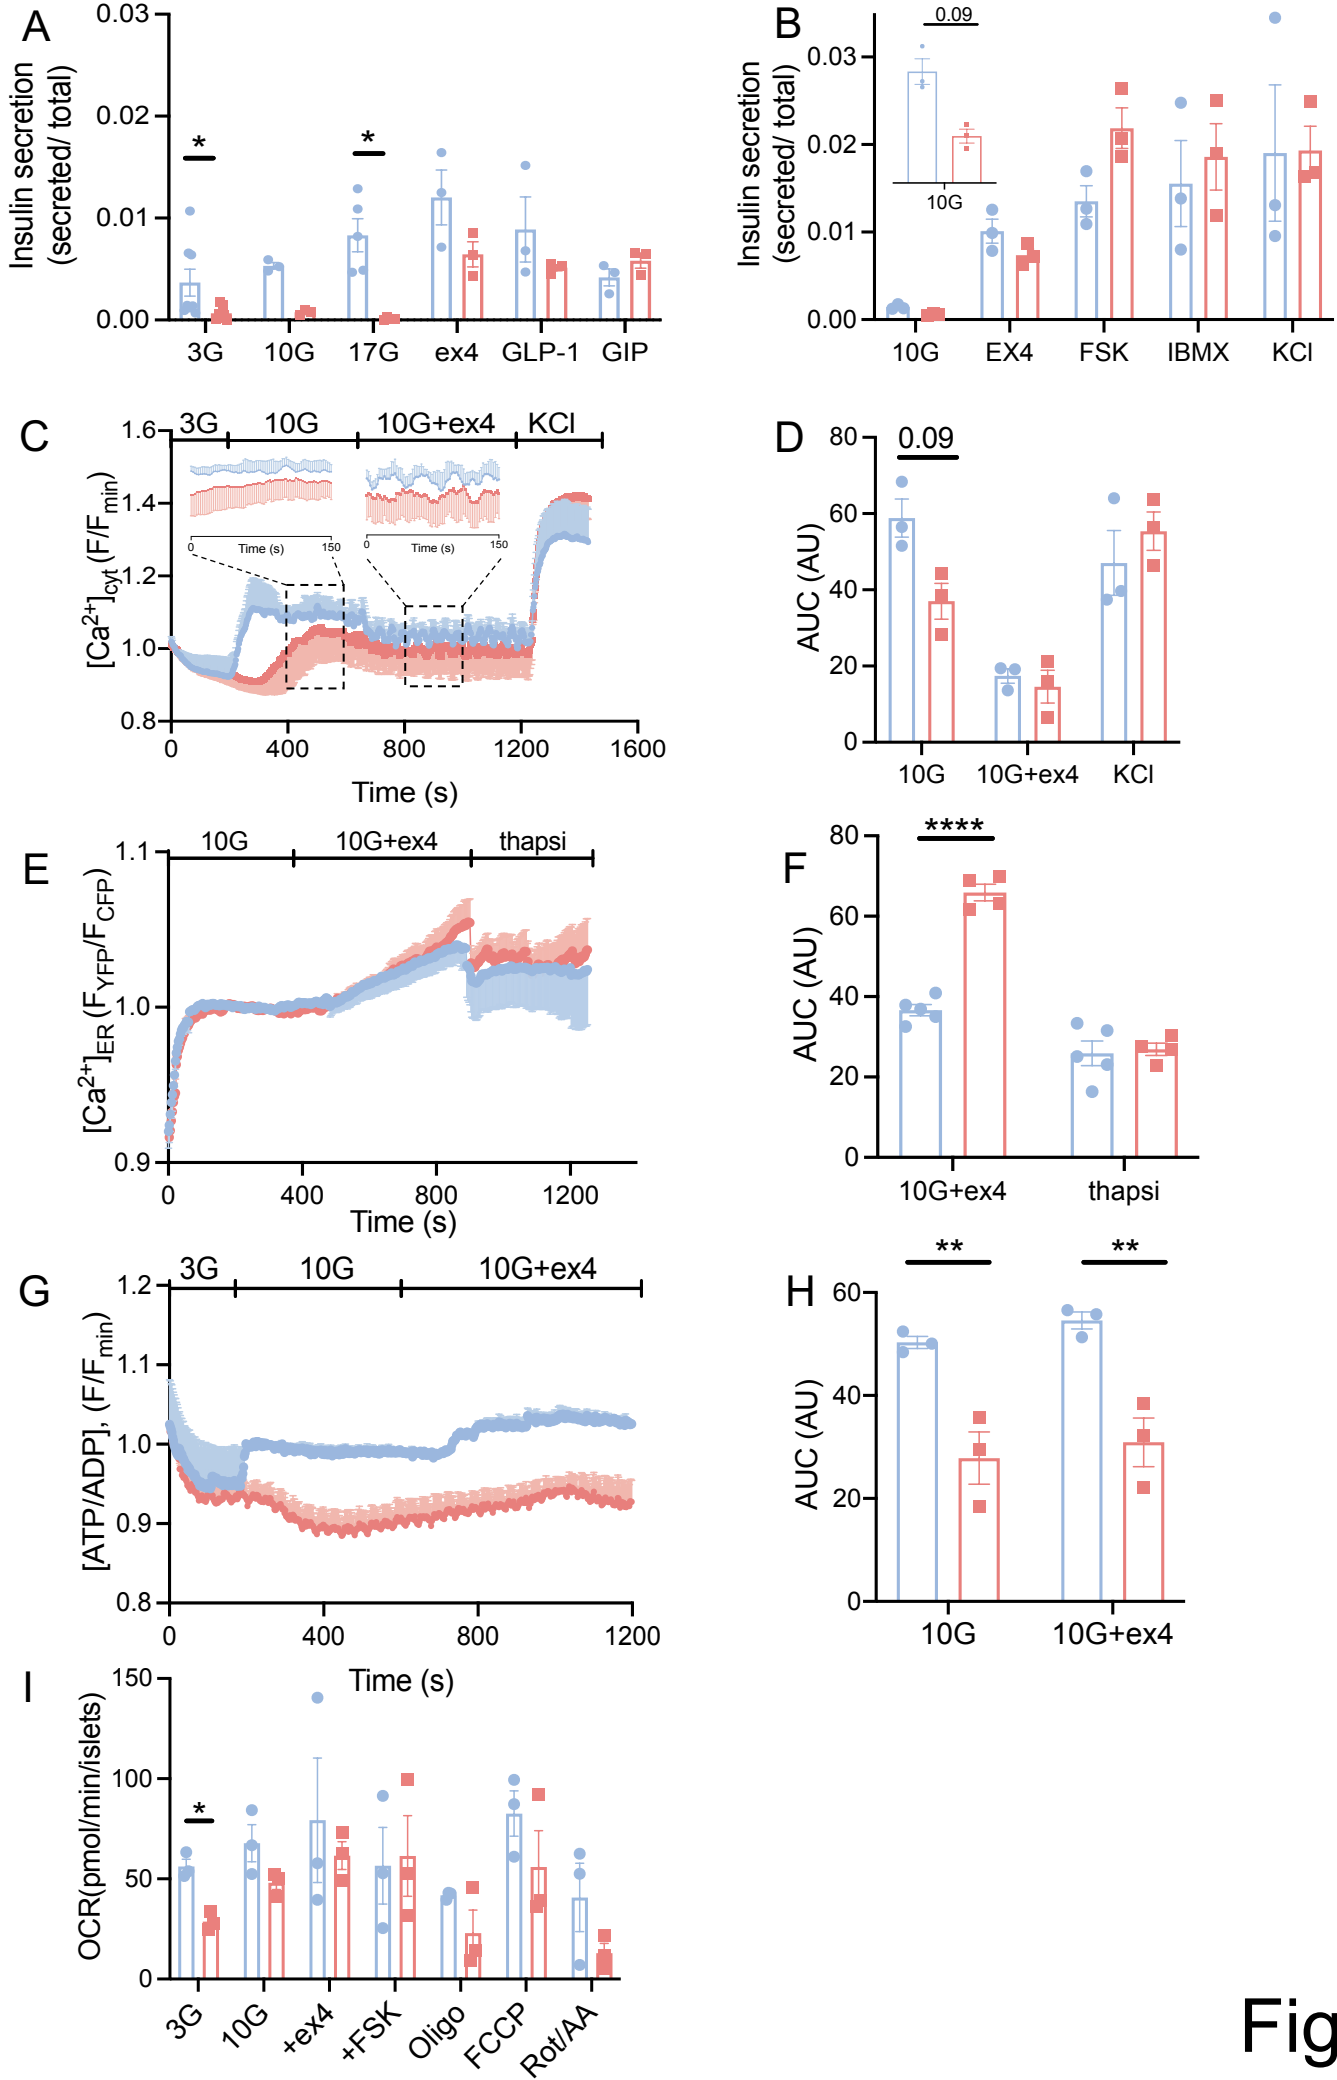 A
Insulin secretion
(secreted/ total)
0.03
0.02
0.01
0.00
*
*
3G 10G 17G ex4 GLP-1 GIP
B
Insulin secretion
(secreted/ total)
0.03
0.02
0.01
0.00
0.09
10G
10G EX4 FSK IBMX KCl
C
[Ca2+]cyt (F/Fmin)
3G 10G 10G+ex4 KCl
1.6
1.4
1.2
1.0
0.8
0 Time (s) 150
0 Time (s) 150
0 400 800 1200 1600
Time (s)
D
AUC (AU)
80
60
40
20
0
0.09
10G 10G+ex4 KCl
E
[Ca2+]ER (FYFP/FCFP)
10G 10G+ex4 thapsi
1.1
1.0
0.9
0 400 800 1200
Time (s)
F
AUC (AU)
80
60
40
20
0
****
10G+ex4 thapsi
G
[ATP/ADP], (F/Fmin)
3G 10G 10G+ex4
1.2
1.1
1.0
0.9
0.8
0 400 800 1200
Time (s)
H
AUC (AU)
60
40
20
0
** **
10G 10G+ex4
I
OCR(pmol/min/islets)
150
100
50
0
*
3G 10G +ex4 +FSK Oligo FCCP Rot/AA
Fig